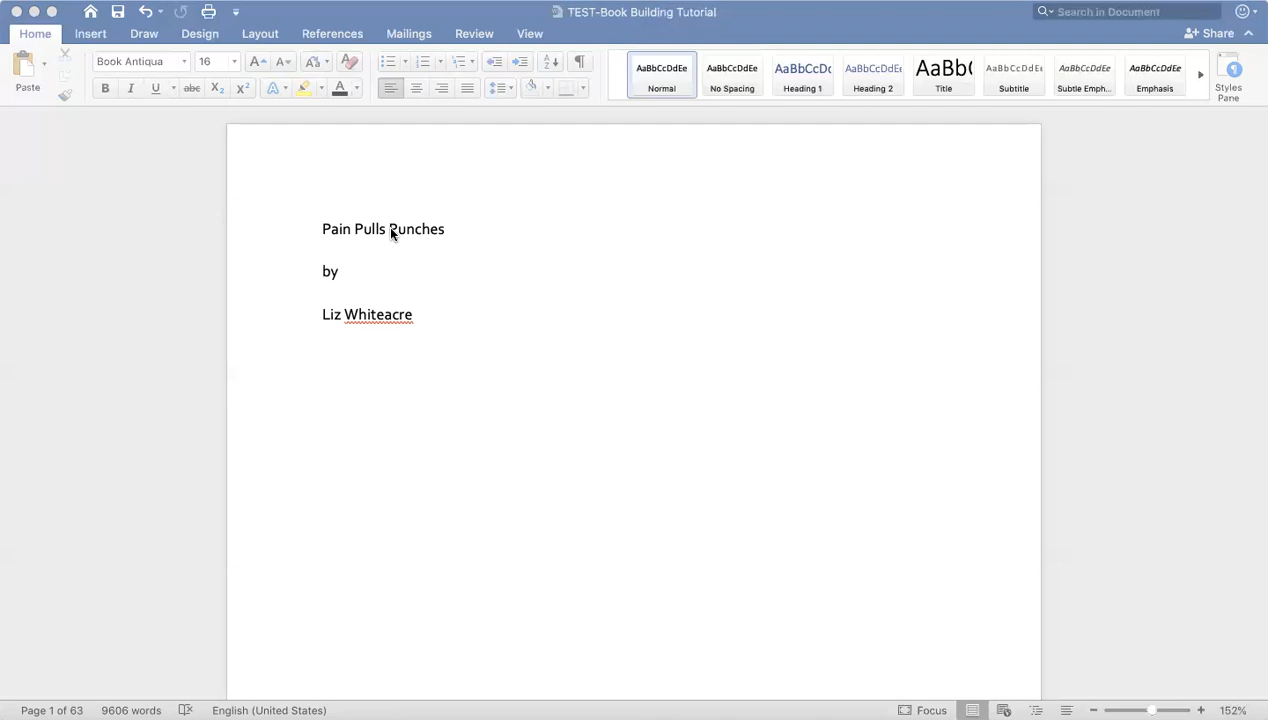 TEST-Book Building Tutorial
Search in Document
Home Insert Draw Design Layout References Mailings Review View
Share
Paste
Book Antiqua 16
AaBbCcDdEe AaBbCcDdEe AaBbCcDc AaBbCcDdEe AaBb( AaBbCcDdEe AaBbCcDdEe AaBbCcDdEe
Normal No Spacing Heading 1 Heading 2 Title Subtitle Subtle Emph... Emphasis
Styles
Pane
Pain Pulls Punches
by
Liz Whiteacre
Page 1 of 63 9606 words English (United States) Focus 152%